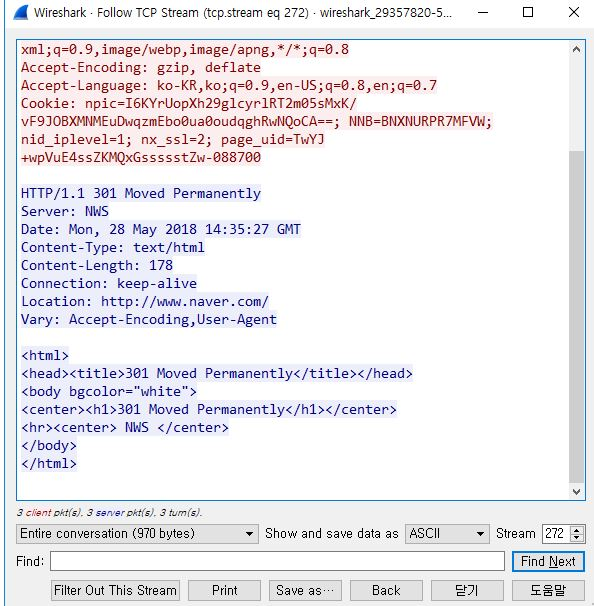 Wireshark · Follow TCP Stream (tcp.stream eq 272) · wireshark_29357820-5...
xml;q=0.9,image/webp,image/apng,*/*;q=0.8
Accept-Encoding: gzip, deflate
Accept-Language: ko-KR,ko;q=0.9,en-US;q=0.8,en;q=0.7
Cookie: npic=I6KYrUopXh29glcyrlRT2m05sMxK/
vF9JOBXMNMEuDwqzmEbo0ua0oudqghRwNQoCA==; NNB=BNXNURPR7MFVW;
nid_iplevel=1; nx_ssl=2; page_uid=TwYJ
+wpVuE4ssZKMQxGssssstZw-088700
HTTP/1.1 301 Moved Permanently
Server: NWS
Date: Mon, 28 May 2018 14:35:27 GMT
Content-Type: text/html
Content-Length: 178
Connection: keep-alive
Location: http://www.naver.com/
Vary: Accept-Encoding,User-Agent
<html>
<head><title>301 Moved Permanently</title></head>
<body bgcolor="white">
<center><h1>301 Moved Permanently</h1></center>
<hr><center> NWS </center>
</body>
</html>
3 client pkt(s), 3 server pkt(s), 3 turn(s).
Entire conversation (970 bytes) Show and save data as ASCII Stream 272
Find: Find Next
Filter Out This Stream Print Save as… Back 닫기 도움말